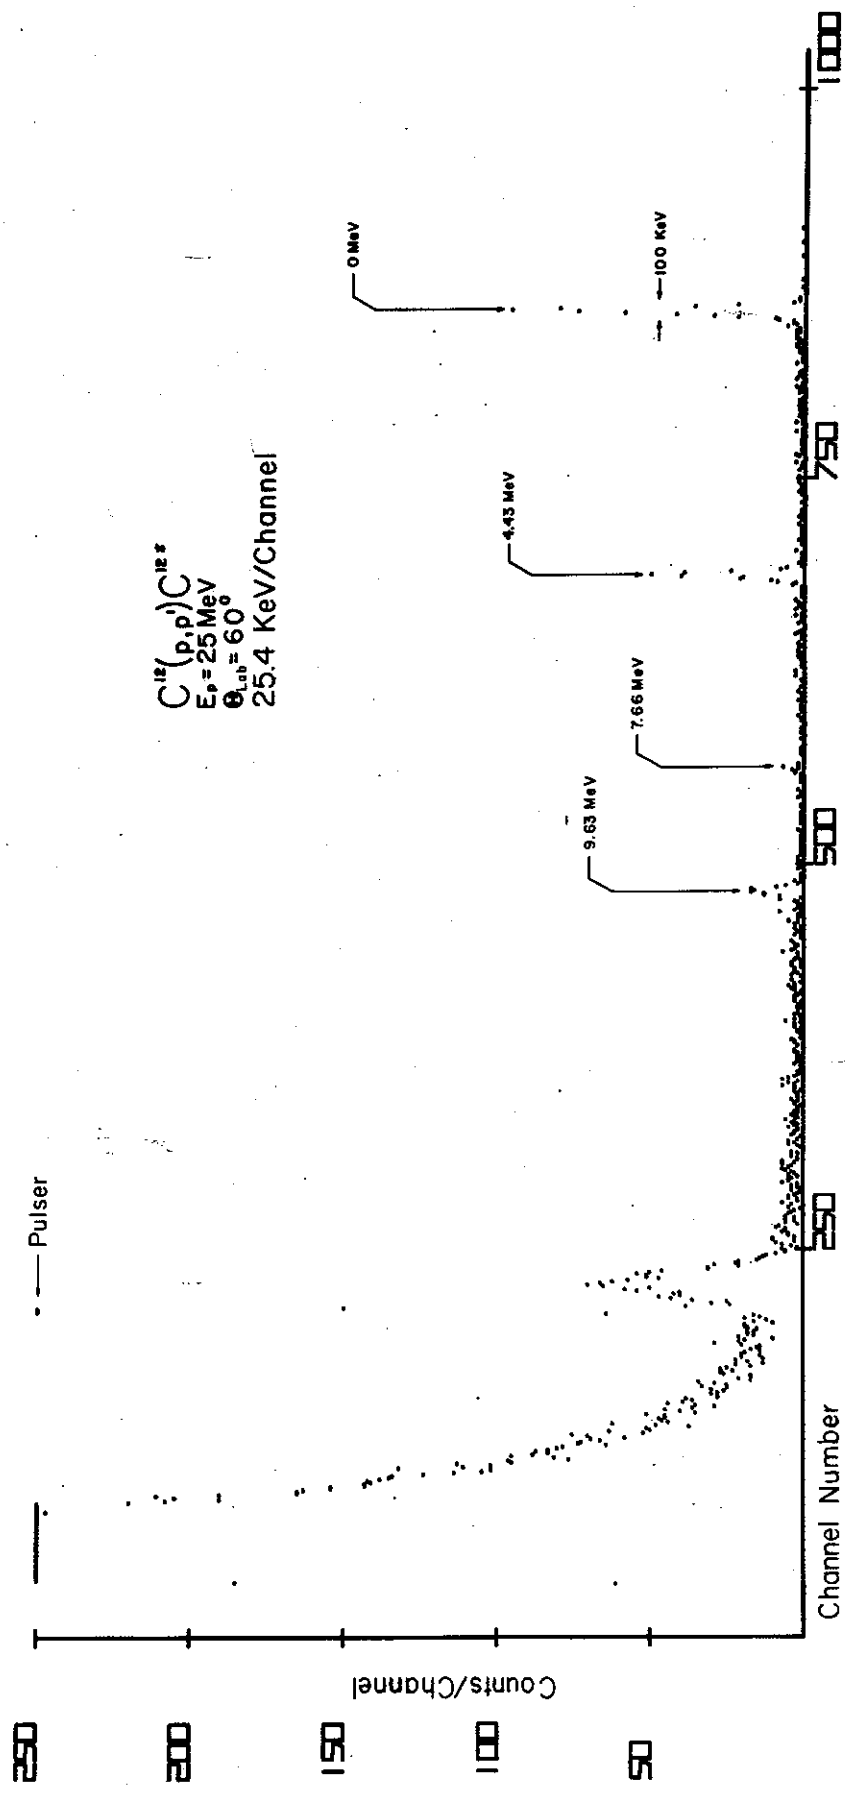 250
200
150
100
50
Counts/Channel
Pulser
C¹²(p,p')C¹²*
Eₚ=25 MeV
Θ_Lab=60°
25.4 KeV/Channel
9.63 MeV
7.66 MeV
4.43 MeV
0 MeV
100 KeV
250
500
750
1000
Channel Number